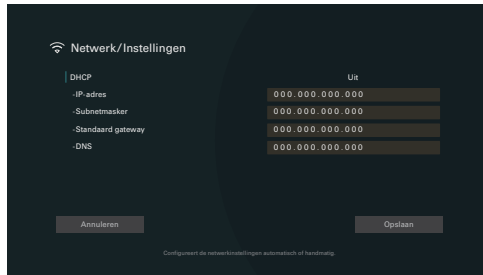 Netwerk/Instellingen
DHCP Uit
-IP-adres 000.000.000.000
-Subnetmasker 000.000.000.000
-Standaard gateway 000.000.000.000
-DNS 000.000.000.000
Annuleren Opslaan
Configureert de netwerkinstellingen automatisch of handmatig.